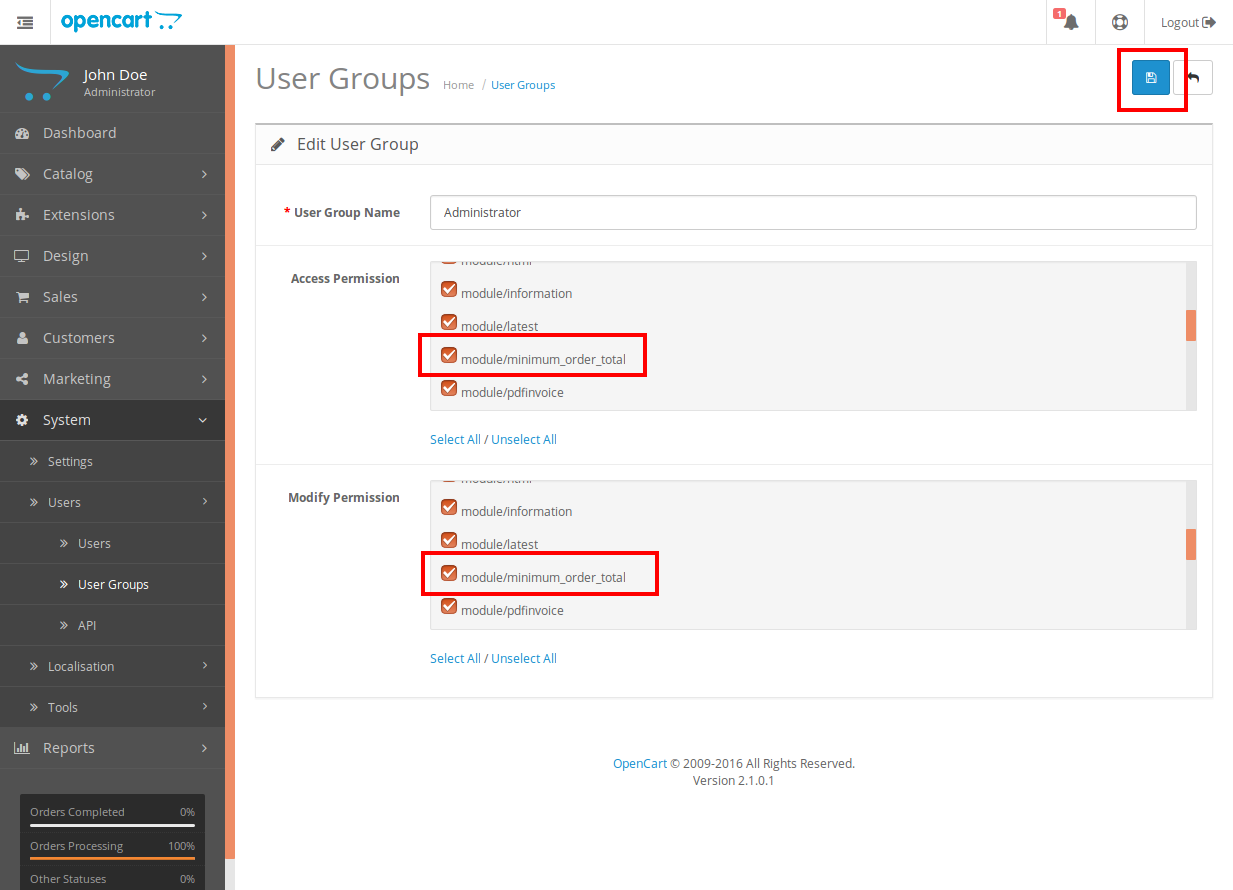 opencart
1
Logout
John Doe
Administrator
Dashboard
Catalog
Extensions
Design
Sales
Customers
Marketing
System
Settings
Users
Users
User Groups
API
Localisation
Tools
Reports
Orders Completed 0%
Orders Processing 100%
Other Statuses 0%
User Groups Home / User Groups
Edit User Group
* User Group Name Administrator
Access Permission
module/html
module/information
module/latest
module/minimum_order_total
module/pdfinvoice
Select All / Unselect All
Modify Permission
module/html
module/information
module/latest
module/minimum_order_total
module/pdfinvoice
Select All / Unselect All
OpenCart © 2009-2016 All Rights Reserved.
Version 2.1.0.1